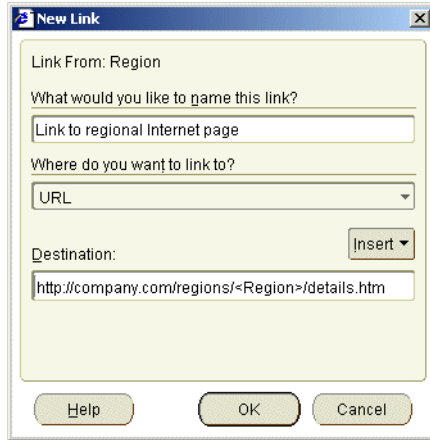 New Link
Link From: Region
What would you like to name this link?
Link to regional Internet page
Where do you want to link to?
URL
Insert
Destination:
http://company.com/regions/<Region>/details.htm
Help
OK
Cancel